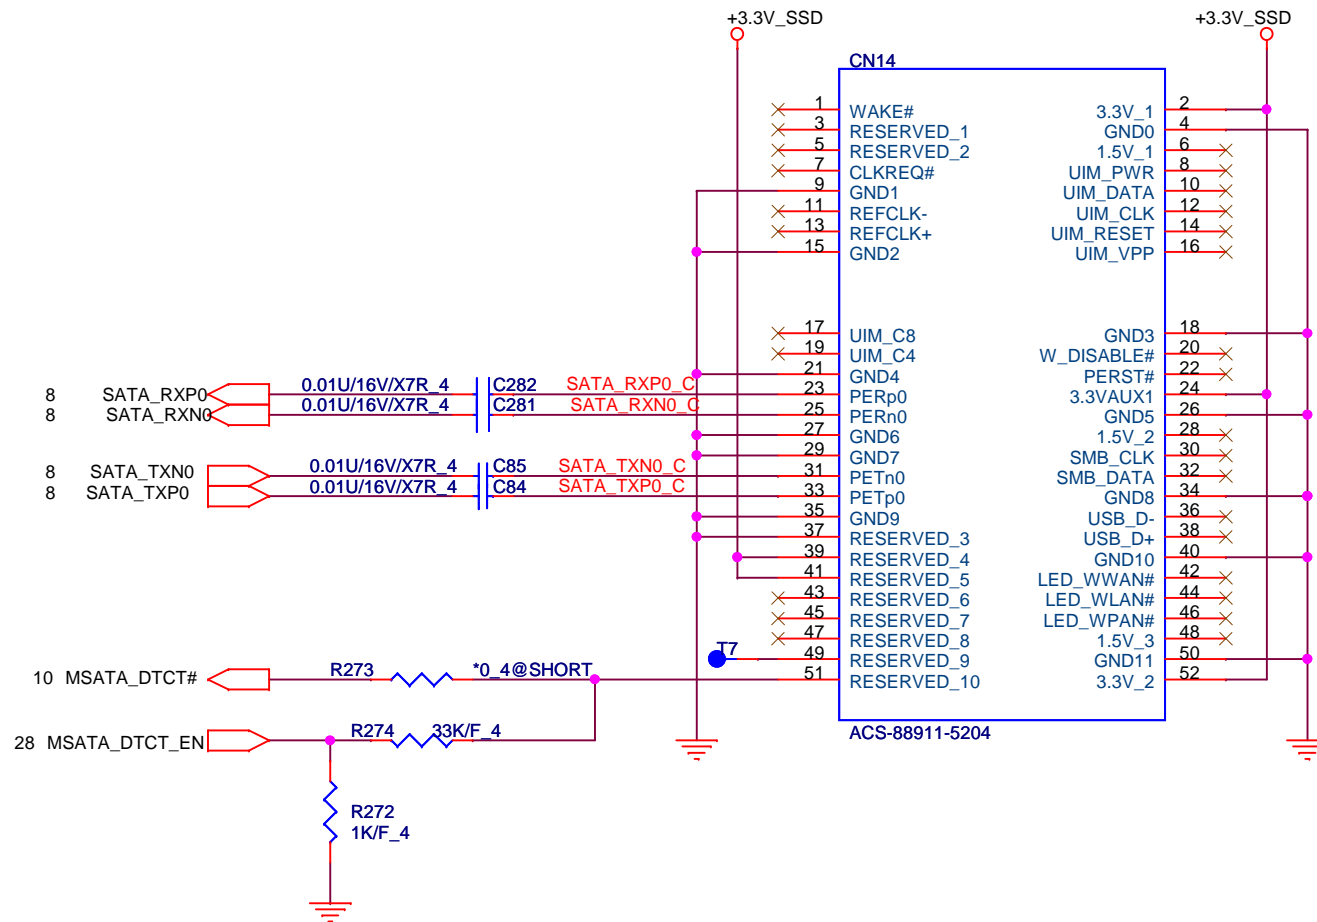 +3.3V_SSD +3.3V_SSD
CN14
1 WAKE# 3.3V_1 2
3 RESERVED_1 GND0 4
5 RESERVED_2 1.5V_1 6
7 CLKREQ# UIM_PWR 8
9 GND1 UIM_DATA 10
11 REFCLK- UIM_CLK 12
13 REFCLK+ UIM_RESET 14
15 GND2 UIM_VPP 16
17 UIM_C8 GND3 18
19 UIM_C4 W_DISABLE# 20
21 GND4 PERST# 22
8 SATA_RXP0 0.01U/16V/X7R_4 C282 SATA_RXP0_C 23 PERp0 3.3VAUX1 24
8 SATA_RXN0 0.01U/16V/X7R_4 C281 SATA_RXN0_C 25 PERn0 GND5 26
27 GND6 1.5V_2 28
29 GND7 SMB_CLK 30
8 SATA_TXN0 0.01U/16V/X7R_4 C85 SATA_TXN0_C 31 PETn0 SMB_DATA 32
8 SATA_TXP0 0.01U/16V/X7R_4 C84 SATA_TXP0_C 33 PETp0 GND8 34
35 GND9 USB_D- 36
37 RESERVED_3 USB_D+ 38
39 RESERVED_4 GND10 40
41 RESERVED_5 LED_WWAN# 42
43 RESERVED_6 LED_WLAN# 44
45 RESERVED_7 LED_WPAN# 46
47 RESERVED_8 1.5V_3 48
T7 49 RESERVED_9 GND11 50
10 MSATA_DTCT# R273 *0_4@SHORT 51 RESERVED_10 3.3V_2 52
28 MSATA_DTCT_EN R274 33K/F_4 ACS-88911-5204
R272
1K/F_4